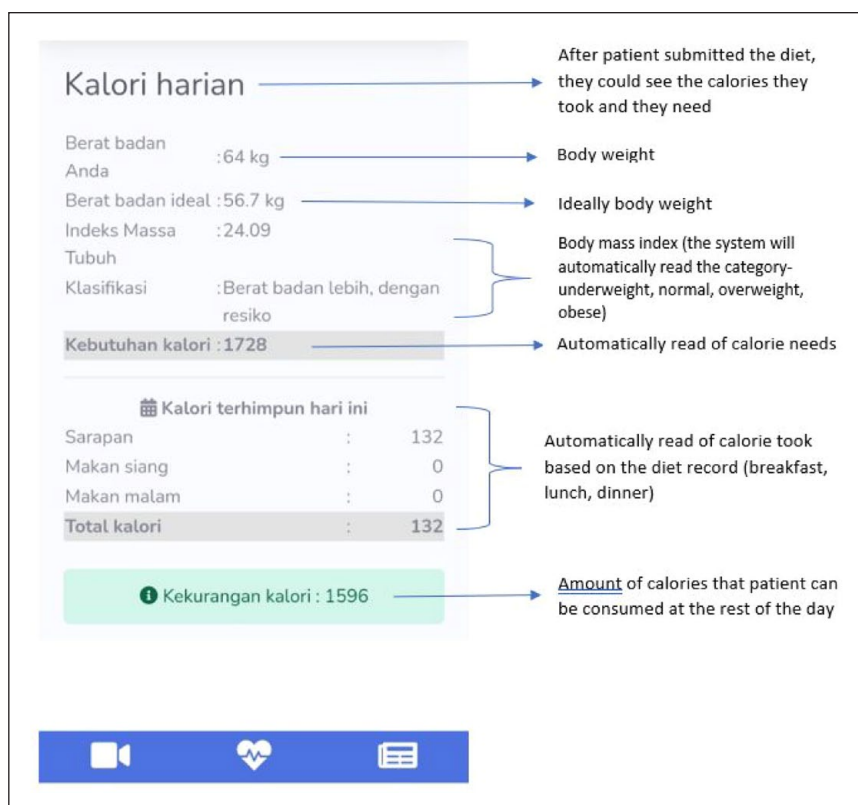 Kalori harian
Berat badan
Anda
:64 kg
Berat badan ideal :56.7 kg
Indeks Massa :24.09
Tubuh
Klasifikasi :Berat badan lebih, dengan
resiko
Kebutuhan kalori :1728
Kalori terhimpun hari ini
Sarapan : 132
Makan siang : 0
Makan malam : 0
Total kalori : 132
Kekurangan kalori : 1596
After patient submitted the diet,
they could see the calories they
took and they need
Body weight
Ideally body weight
Body mass index (the system will
automatically read the category-
underweight, normal, overweight,
obese)
Automatically read of calorie needs
Automatically read of calorie took
based on the diet record (breakfast,
lunch, dinner)
Amount of calories that patient can
be consumed at the rest of the day